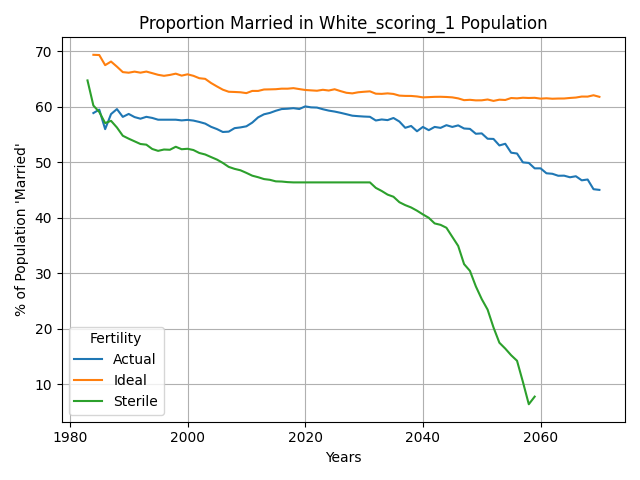 Proportion Married in White_scoring_1 Population
% of Population 'Married'
70
60
50
40
30
20
10
Fertility
Actual
Ideal
Sterile
1980 2000 2020 2040 2060
Years